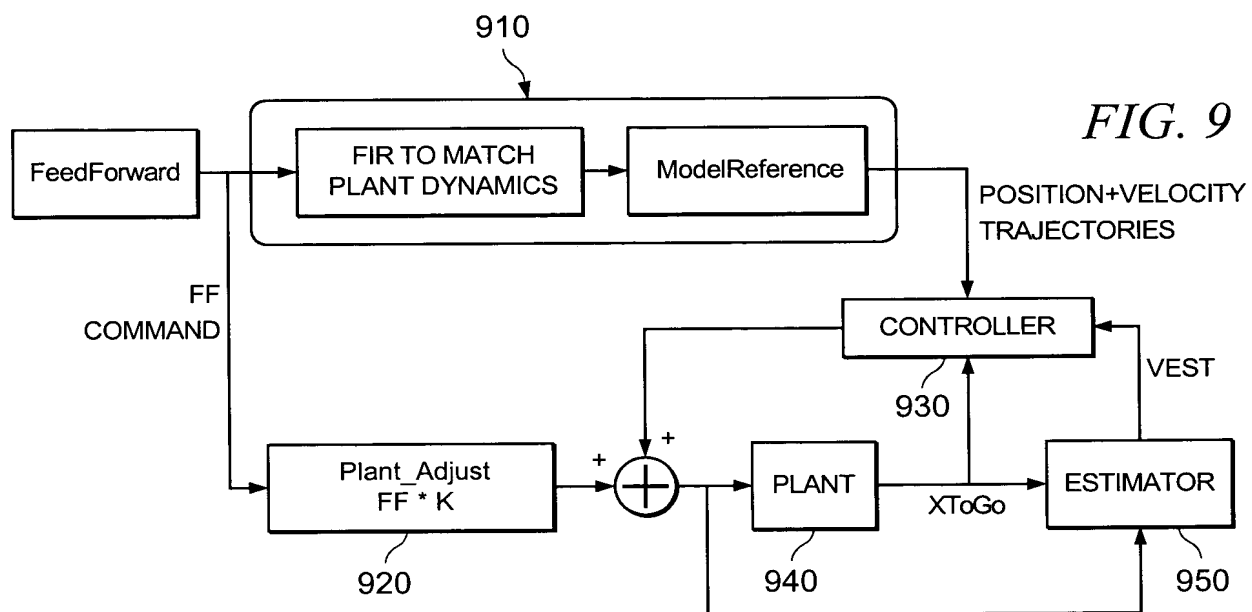 910
FIG. 9
FeedForward
FIR TO MATCH
PLANT DYNAMICS
ModelReference
POSITION+VELOCITY
TRAJECTORIES
FF
COMMAND
CONTROLLER
930
VEST
Plant_Adjust
FF * K
920
+
+
PLANT
940
XToGo
ESTIMATOR
950